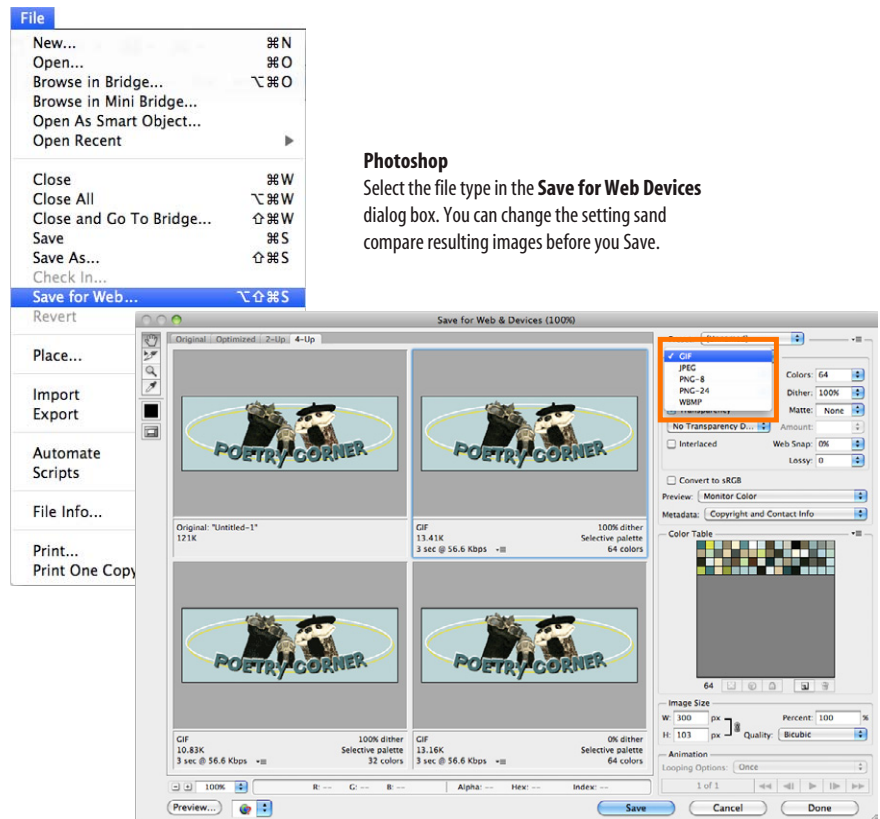 File
New... ⌘N
Open... ⌘O
Browse in Bridge... ⌥⌘O
Browse in Mini Bridge...
Open As Smart Object...
Open Recent ▶
Close ⌘W
Close All ⌥⌘W
Close and Go To Bridge... ⇧⌘W
Save ⌘S
Save As... ⇧⌘S
Check In...
Save for Web... ⌥⇧⌘S
Revert
Place...
Import
Export
Automate
Scripts
File Info...
Print...
Print One Copy
Photoshop
Select the file type in the Save for Web Devices
dialog box. You can change the setting sand
compare resulting images before you Save.
Save for Web & Devices (100%)
Original Optimized 2-Up 4-Up
POETRY CORNER
Original: "Untitled-1"
121K
POETRY CORNER
GIF 100% dither
13.41K Selective palette
3 sec @ 56.6 Kbps 64 colors
POETRY CORNER
GIF 100% dither
10.83K Selective palette
3 sec @ 56.6 Kbps 32 colors
POETRY CORNER
GIF 0% dither
13.16K Selective palette
3 sec @ 56.6 Kbps 64 colors
✓ GIF
JPEG
PNG-8
PNG-24
WBMP
Colors: 64
Dither: 100%
Transparency Matte: None
No Transparency D... Amount:
Interlaced Web Snap: 0%
Lossy: 0
Convert to sRGB
Preview: Monitor Color
Metadata: Copyright and Contact Info
Color Table
64
Image Size
W: 300 px Percent: 100 %
H: 103 px Quality: Bicubic
Animation
Looping Options: Once
1 of 1
100% R: -- G: -- B: -- Alpha: -- Hex: -- Index: --
Preview... Save Cancel Done